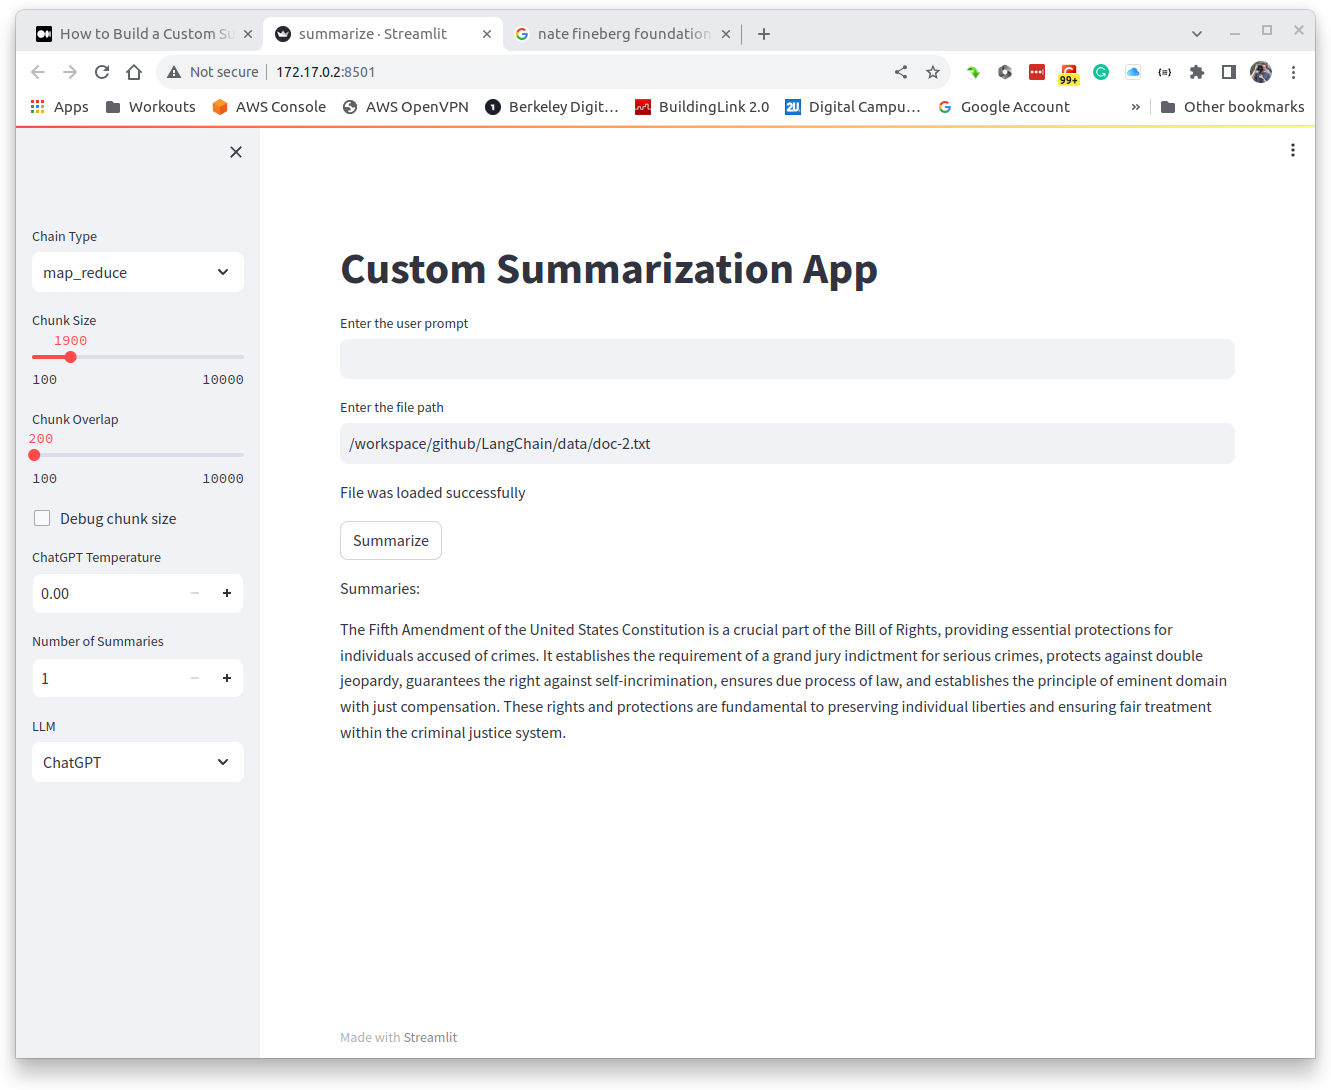 How to Build a Custom Su
summarize · Streamlit
nate fineberg foundation
Not secure
172.17.0.2:8501
99+
Apps
Workouts
AWS Console
AWS OpenVPN
Berkeley Digit...
BuildingLink 2.0
2U
Digital Campu...
Google Account
»
Other bookmarks
Chain Type
map_reduce
Chunk Size
1900
100
10000
Chunk Overlap
200
100
10000
Debug chunk size
ChatGPT Temperature
0.00
Number of Summaries
1
LLM
ChatGPT
Custom Summarization App
Enter the user prompt
Enter the file path
/workspace/github/LangChain/data/doc-2.txt
File was loaded successfully
Summarize
Summaries:
The Fifth Amendment of the United States Constitution is a crucial part of the Bill of Rights, providing essential protections for
individuals accused of crimes. It establishes the requirement of a grand jury indictment for serious crimes, protects against double
jeopardy, guarantees the right against self-incrimination, ensures due process of law, and establishes the principle of eminent domain
with just compensation. These rights and protections are fundamental to preserving individual liberties and ensuring fair treatment
within the criminal justice system.
Made with Streamlit